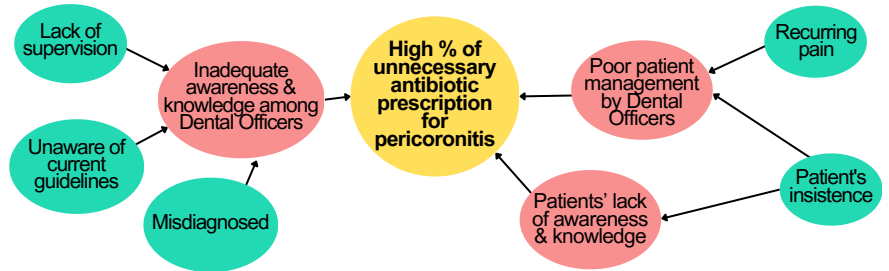 Lack of
supervision
Unaware of
current
guidelines
Misdiagnosed
Inadequate
awareness &
knowledge among
Dental Officers
High % of
unnecessary
antibiotic
prescription
for
pericoronitis
Poor patient
management
by Dental
Officers
Patients’ lack
of awareness
& knowledge
Recurring
pain
Patient's
insistence